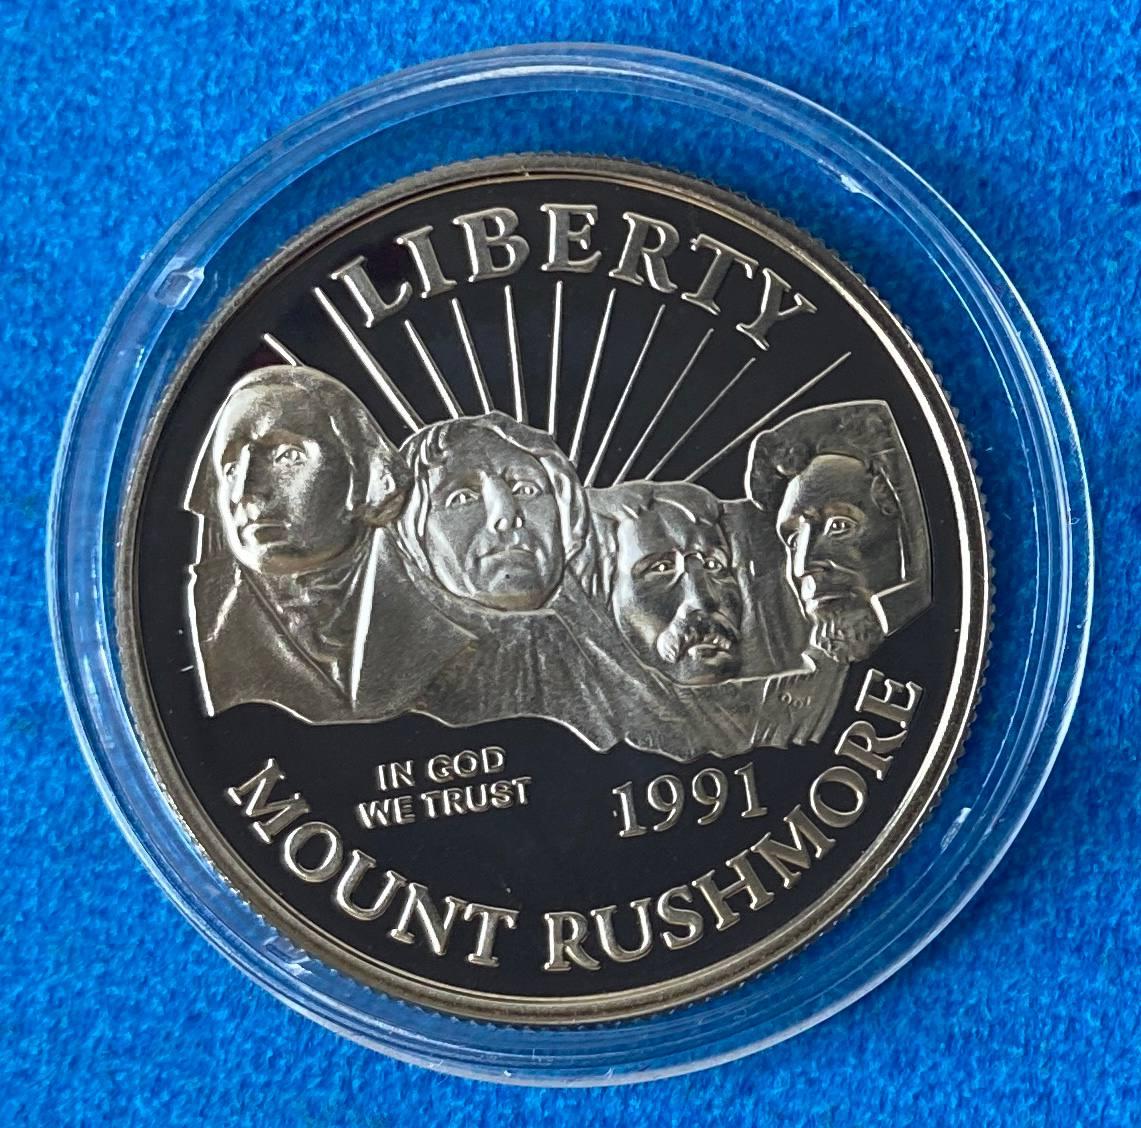 LIBERTY
IN GOD
WE TRUST
1991
MOUNT RUSHMORE